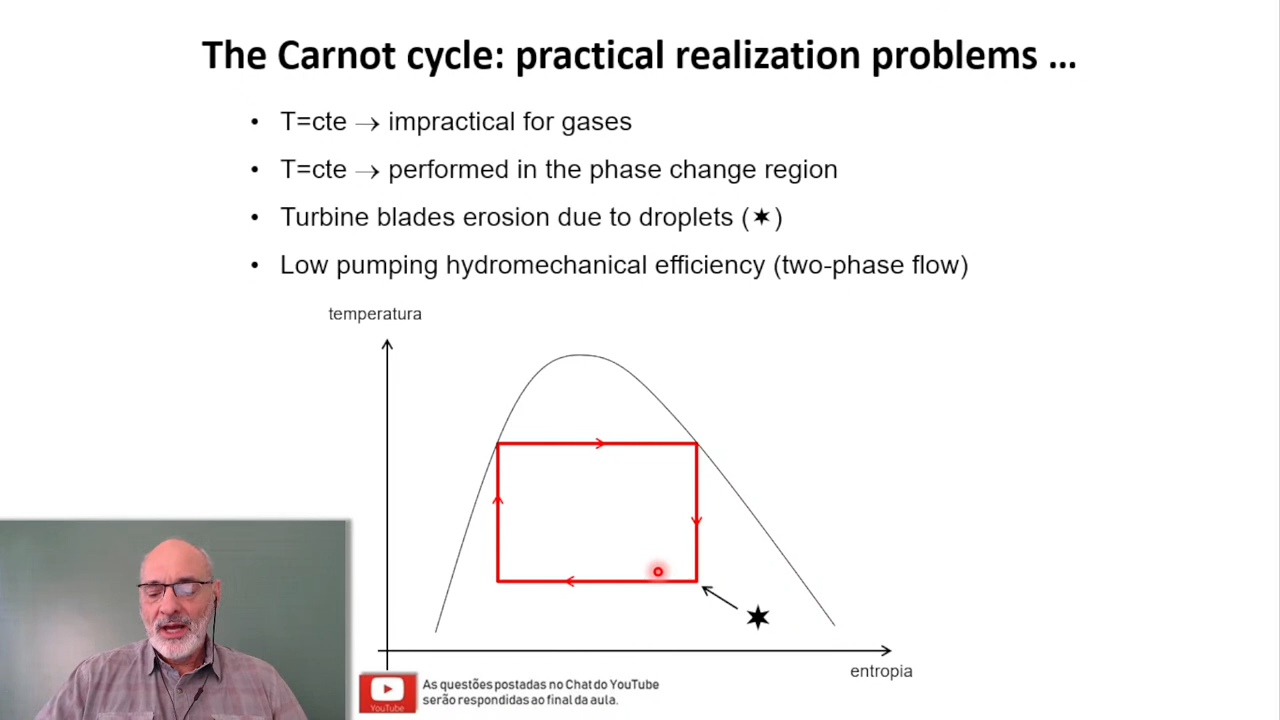 The Carnot cycle: practical realization problems ...
• T=cte → impractical for gases
• T=cte → performed in the phase change region
• Turbine blades erosion due to droplets (✶)
• Low pumping hydromechanical efficiency (two-phase flow)
temperatura
✶
entropia
YouTube
As questões postadas no Chat do YouTube
serão respondidas ao final da aula.